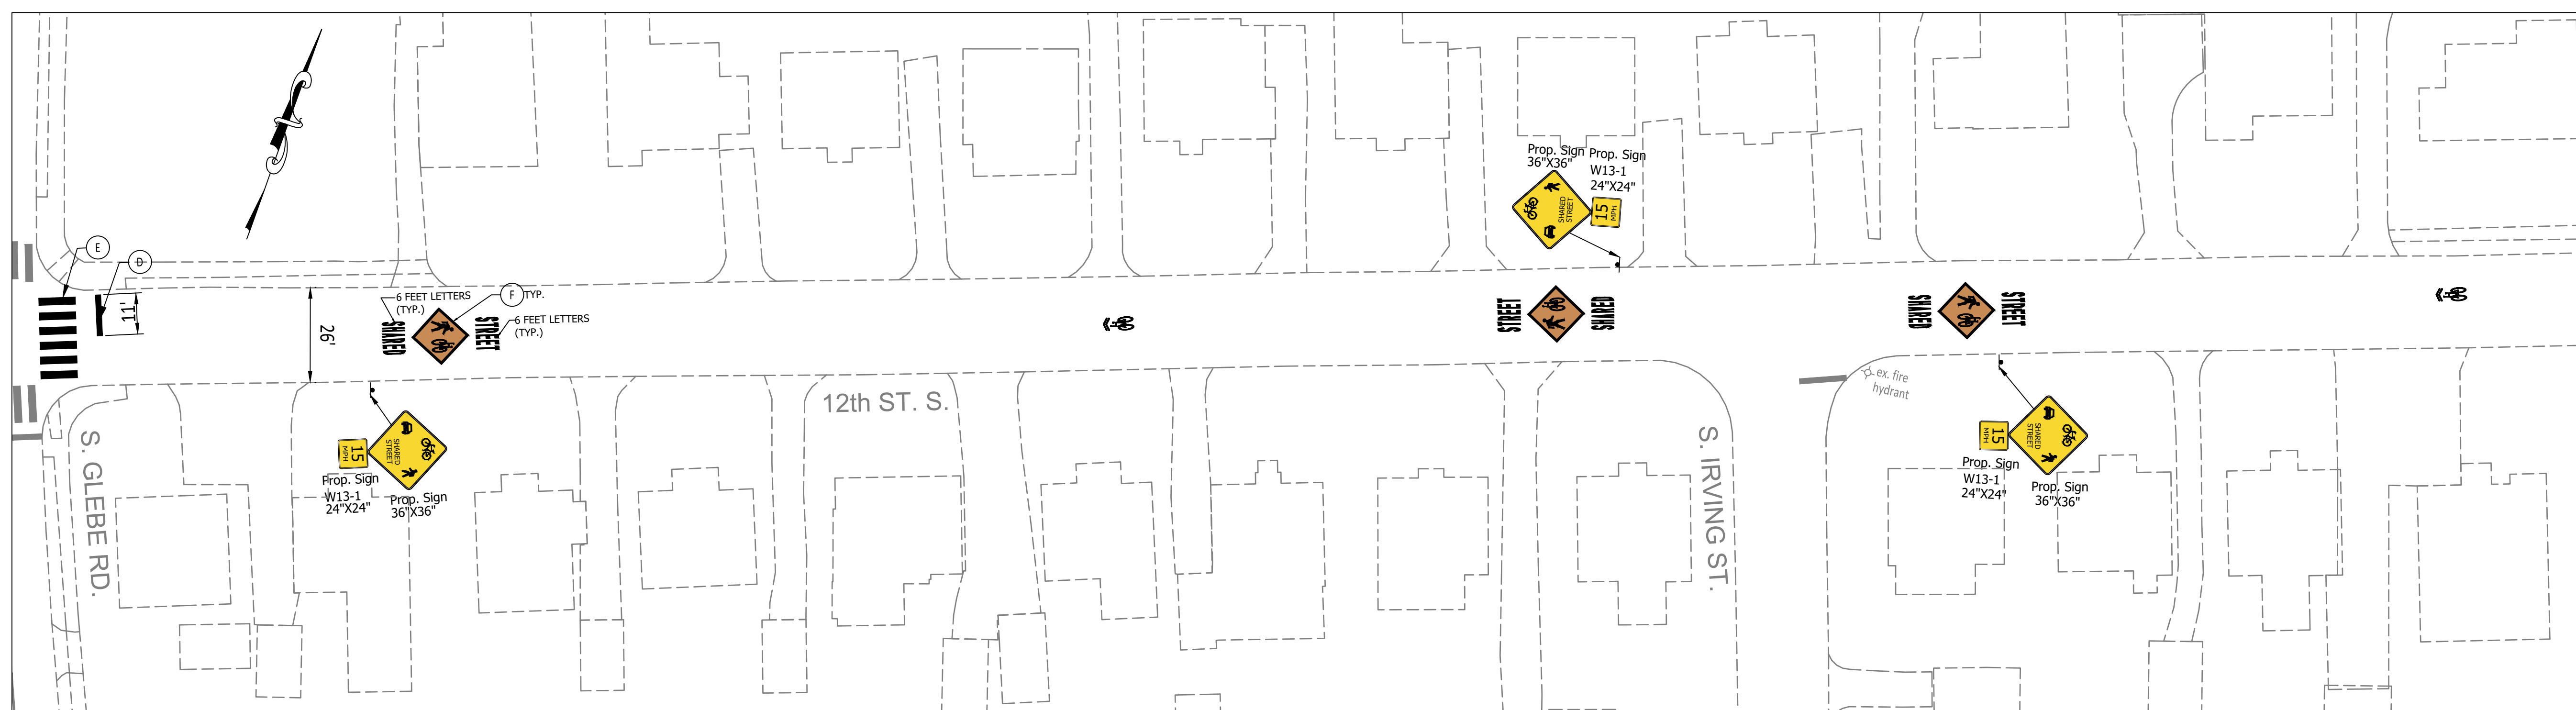 E
D
11'
26'
6 FEET LETTERS
(TYP.)
F TYP.
6 FEET LETTERS
(TYP.)
SHARED
STREET
SHARED
STREET
15
MPH
Prop. Sign
W13-1
24"X24"
Prop. Sign
36"X36"
S. GLEBE RD.
12th ST. S.
Prop. Sign
36"X36"
Prop. Sign
W13-1
24"X24"
SHARED
STREET
15
MPH
STREET
SHARED
S. IRVING ST.
SHARED
STREET
ex. fire
hydrant
SHARED
STREET
15
MPH
Prop. Sign
W13-1
24"X24"
Prop. Sign
36"X36"